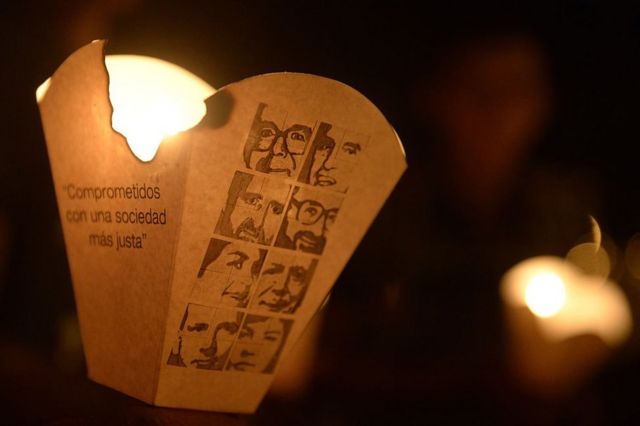 “Comprometidos
con una sociedad
más justa”